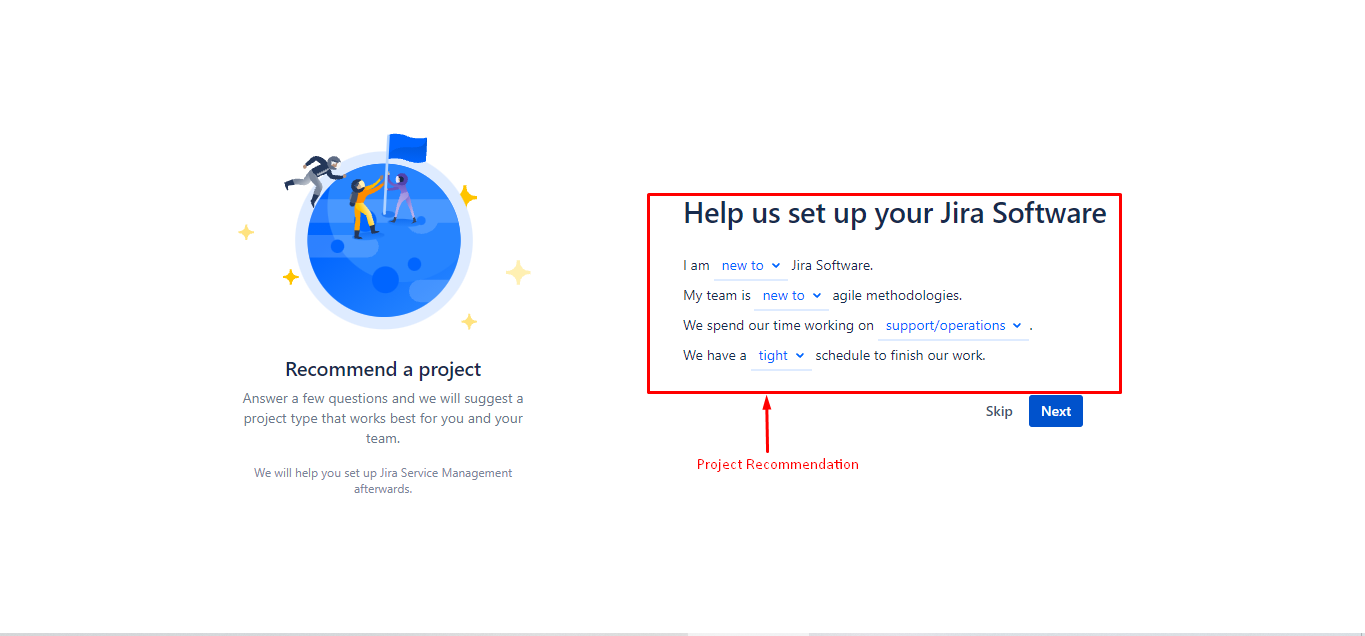 Recommend a project
Answer a few questions and we will suggest a
project type that works best for you and your
team.
We will help you set up Jira Service Management
afterwards.
Help us set up your Jira Software
I am new to Jira Software.
My team is new to agile methodologies.
We spend our time working on support/operations .
We have a tight schedule to finish our work.
Skip Next
Project Recommendation